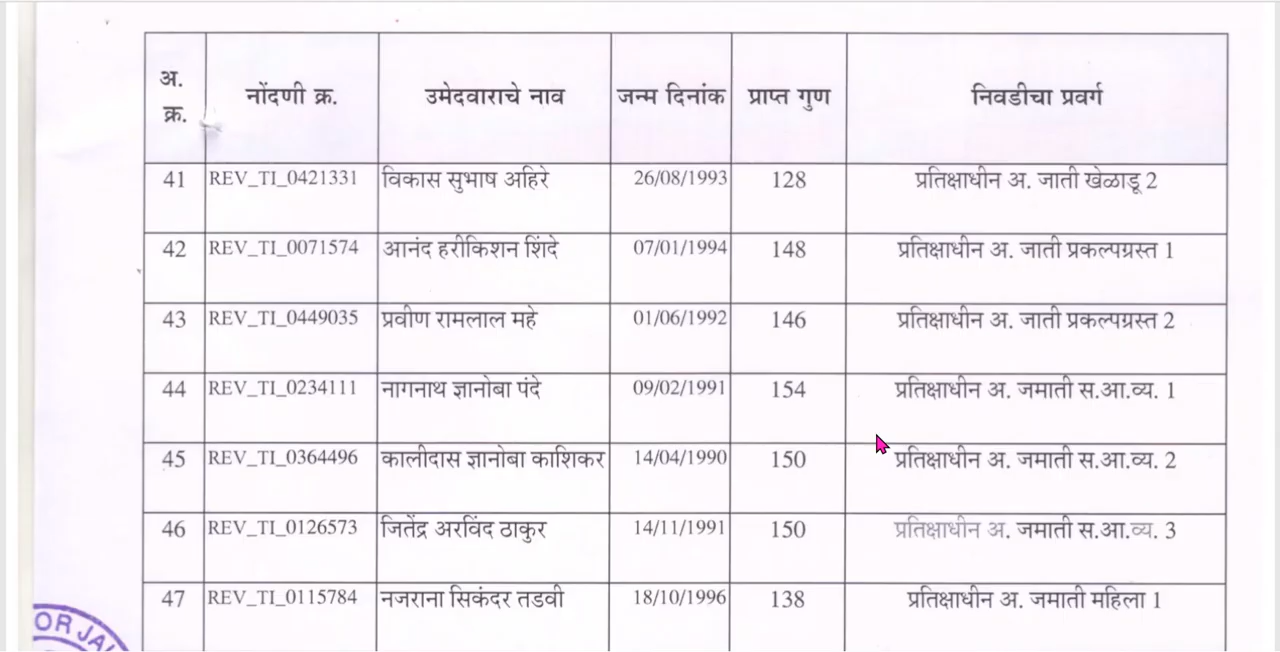 अ. क्र. नोंदणी क्र. उमेदवाराचे नाव जन्म दिनांक प्राप्त गुण निवडीचा प्रवर्ग
41 REV_TI_0421331 विकास सुभाष अहिरे 26/08/1993 128 प्रतिक्षाधीन अ. जाती खेळाडू 2
42 REV_TI_0071574 आनंद हरीकिशन शिंदे 07/01/1994 148 प्रतिक्षाधीन अ. जाती प्रकल्पग्रस्त 1
43 REV_TI_0449035 प्रवीण रामलाल महे 01/06/1992 146 प्रतिक्षाधीन अ. जाती प्रकल्पग्रस्त 2
44 REV_TI_0234111 नागनाथ ज्ञानोबा पंदे 09/02/1991 154 प्रतिक्षाधीन अ. जमाती स.आ.व्य. 1
45 REV_TI_0364496 कालीदास ज्ञानोबा काशिकर 14/04/1990 150 प्रतिक्षाधीन अ. जमाती स.आ.व्य. 2
46 REV_TI_0126573 जितेंद्र अरविंद ठाकुर 14/11/1991 150 प्रतिक्षाधीन अ. जमाती स.आ.व्य. 3
47 REV_TI_0115784 नजराना सिकंदर तडवी 18/10/1996 138 प्रतिक्षाधीन अ. जमाती महिला 1